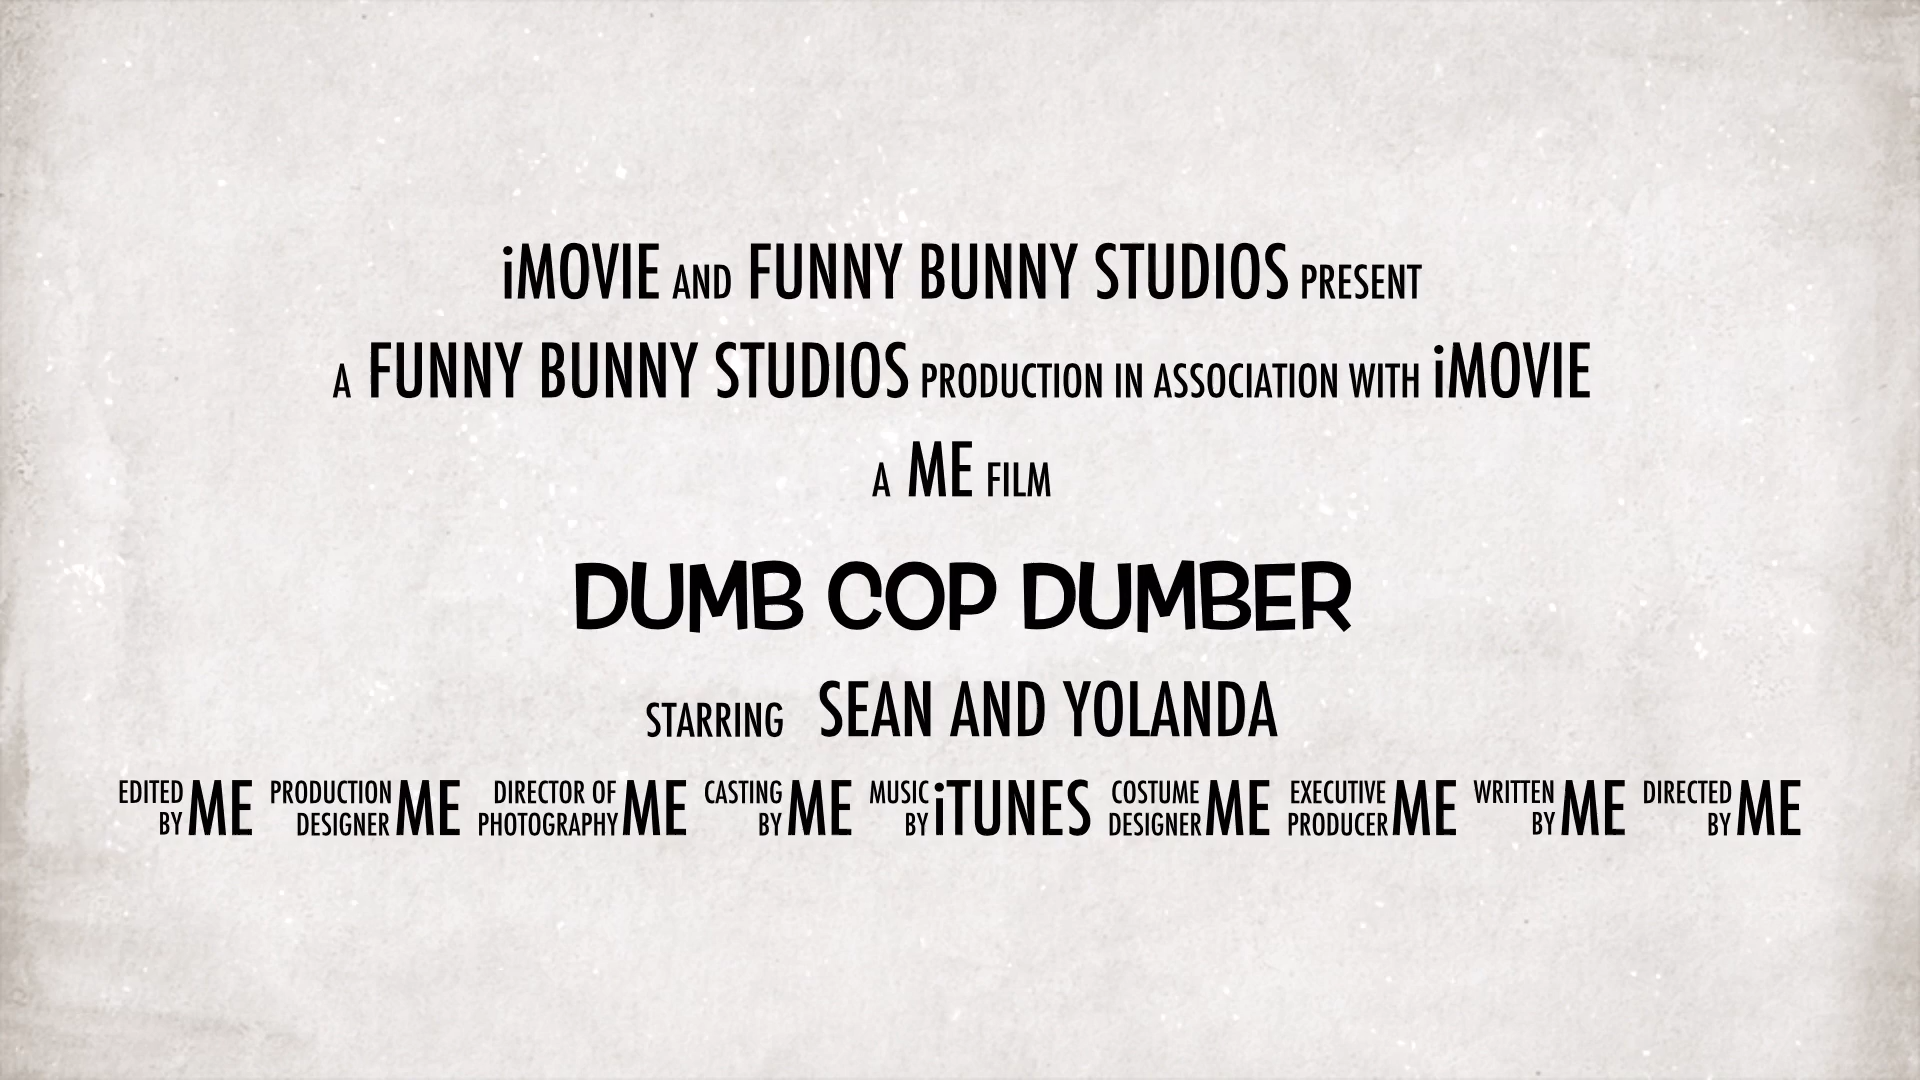 iMOVIE AND FUNNY BUNNY STUDIOS PRESENT
A FUNNY BUNNY STUDIOS PRODUCTION IN ASSOCIATION WITH iMOVIE
A ME FILM
DUMB COP DUMBER
STARRING SEAN AND YOLANDA
EDITED BY ME PRODUCTION DESIGNER ME DIRECTOR OF PHOTOGRAPHY ME CASTING BY ME MUSIC BY iTUNES COSTUME DESIGNER ME EXECUTIVE PRODUCER ME WRITTEN BY ME DIRECTED BY ME